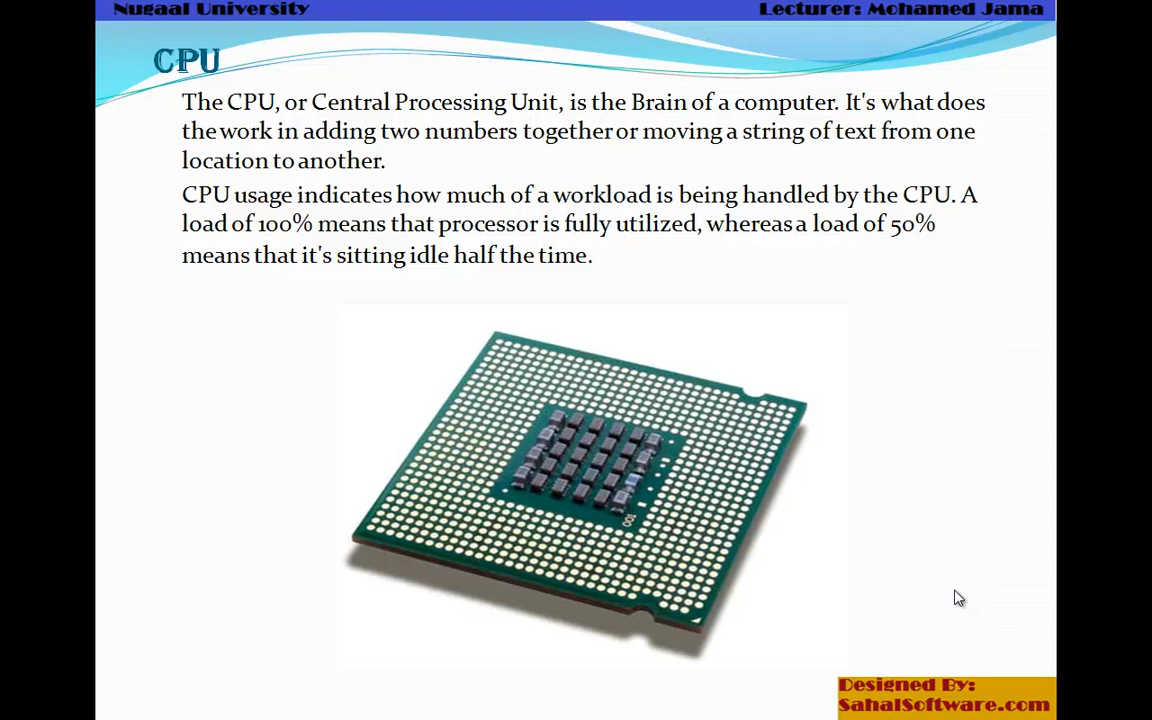 Nugaal University
Lecturer: Mohamed Jama
CPU
The CPU, or Central Processing Unit, is the Brain of a computer. It's what does
the work in adding two numbers together or moving a string of text from one
location to another.
CPU usage indicates how much of a workload is being handled by the CPU. A
load of 100% means that processor is fully utilized, whereas a load of 50%
means that it's sitting idle half the time.
001
Designed By:
SahalSoftware.com